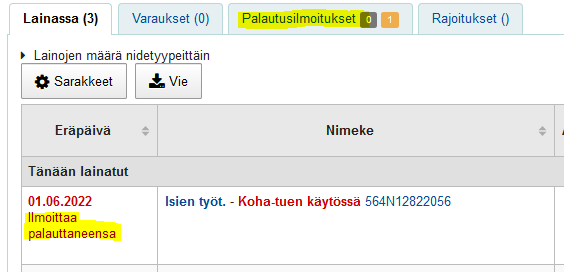 Lainassa (3) Varaukset (0) Palautusilmoitukset 0 1 Rajoitukset ()
Lainojen määrä nidetyypeittäin
Sarakkeet Vie
Eräpäivä Nimeke
Tänään lainatut
01.06.2022 Isien työt. - Koha-tuen käytössä 564N12822056
Ilmoittaa
palauttaneensa